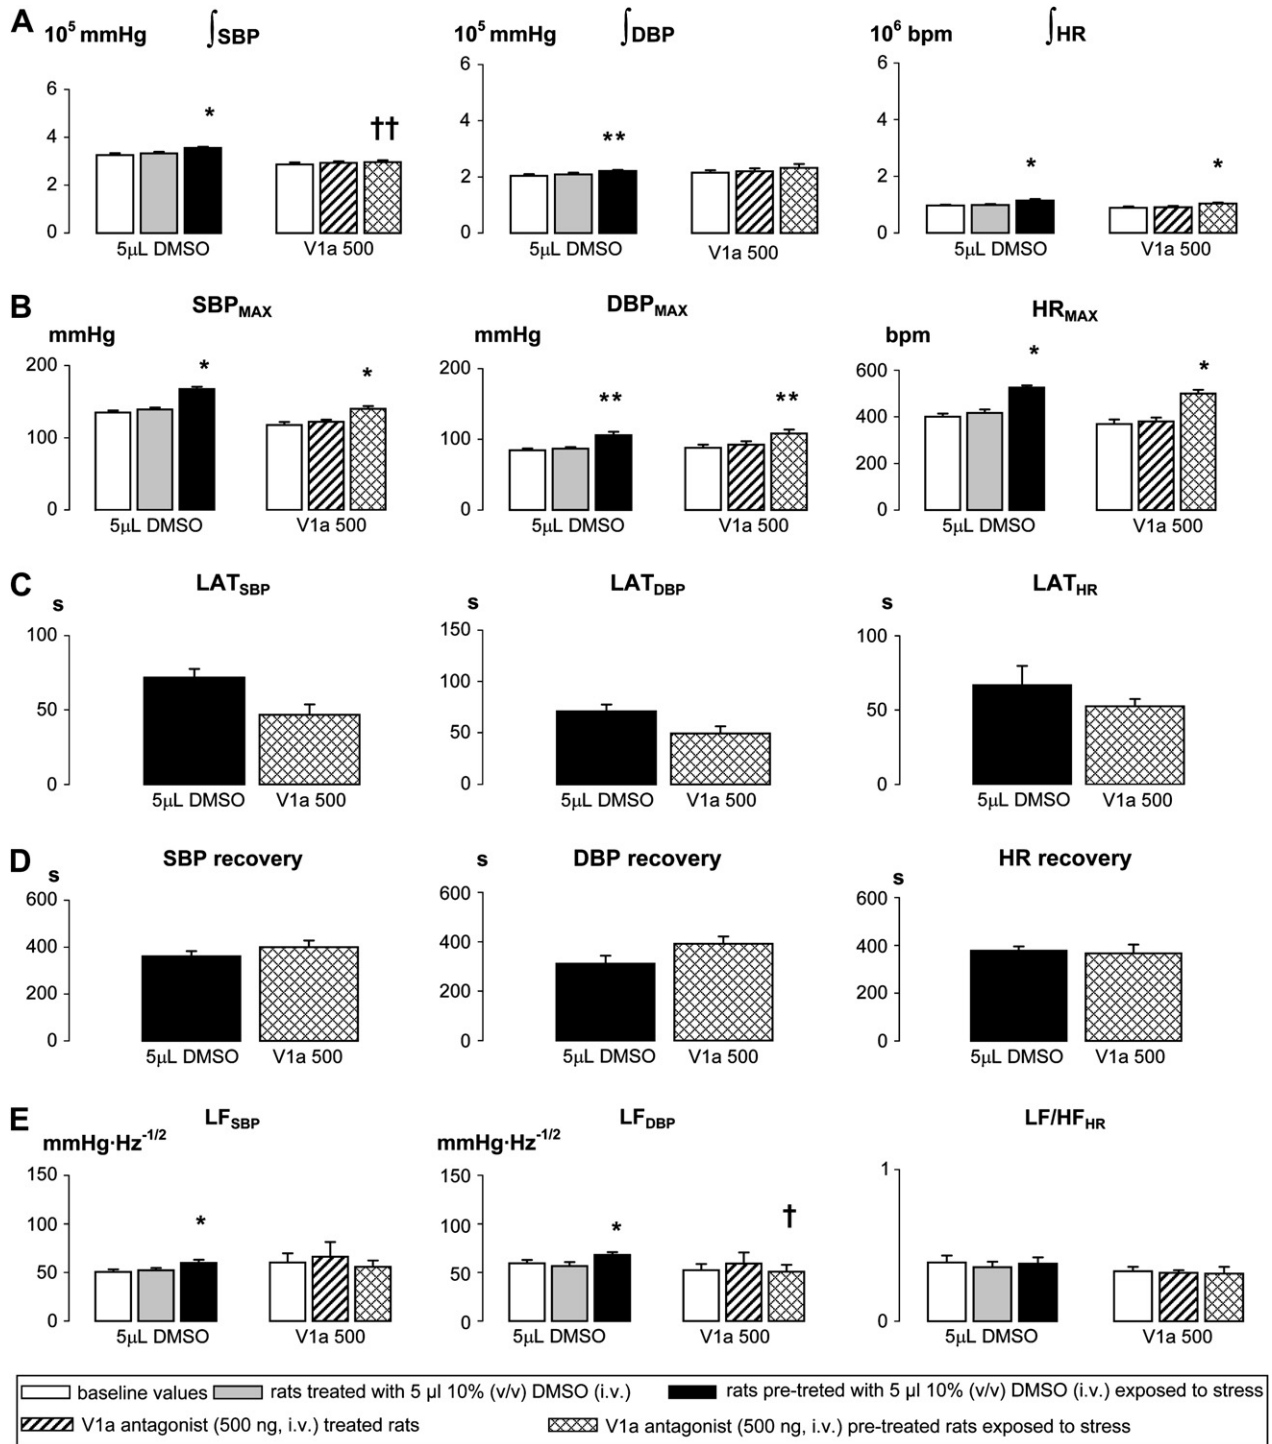 A 10⁵ mmHg ∫SBP 10⁵ mmHg ∫DBP 10⁶ bpm ∫HR
6 6 6
* †† ** * *
4 4 4
2 2 2
0 0 0
5μL DMSO V1a 500 5μL DMSO V1a 500 5μL DMSO V1a 500
B SBPMAX DBPMAX HRMAX
mmHg mmHg bpm
200 200 600
* * ** ** * *
100 100 400
200
0 0 0
5μL DMSO V1a 500 5μL DMSO V1a 500 5μL DMSO V1a 500
C LATSBP LATDBP LATHR
s s s
100 150 100
100
50 50 50
0 0 0
5μL DMSO V1a 500 5μL DMSO V1a 500 5μL DMSO V1a 500
D SBP recovery DBP recovery HR recovery
s s s
600 600 600
400 400 400
200 200 200
0 0 0
5μL DMSO V1a 500 5μL DMSO V1a 500 5μL DMSO V1a 500
E LFSBP LFDBP LF/HFHR
mmHg·Hz⁻¹/² mmHg·Hz⁻¹/²
150 150 1
* * †
100 100
50 50
0 0 0
5μL DMSO V1a 500 5μL DMSO V1a 500 5μL DMSO V1a 500
baseline values rats treated with 5 μl 10% (v/v) DMSO (i.v.) rats pre-treted with 5 μl 10% (v/v) DMSO (i.v.) exposed to stress
V1a antagonist (500 ng, i.v.) treated rats V1a antagonist (500 ng, i.v.) pre-treated rats exposed to stress